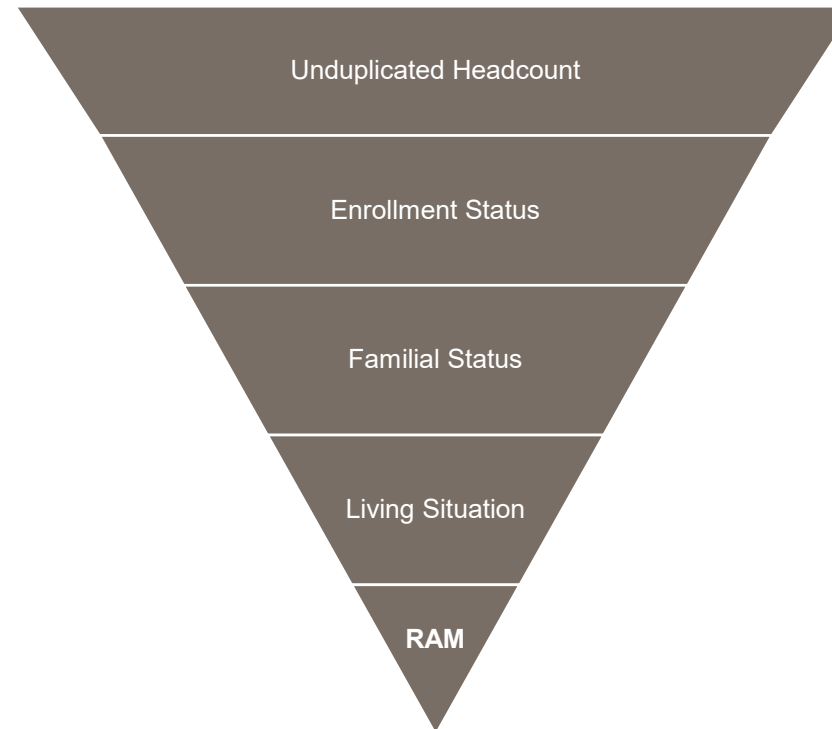 Unduplicated Headcount
Enrollment Status
Familial Status
Living Situation
RAM